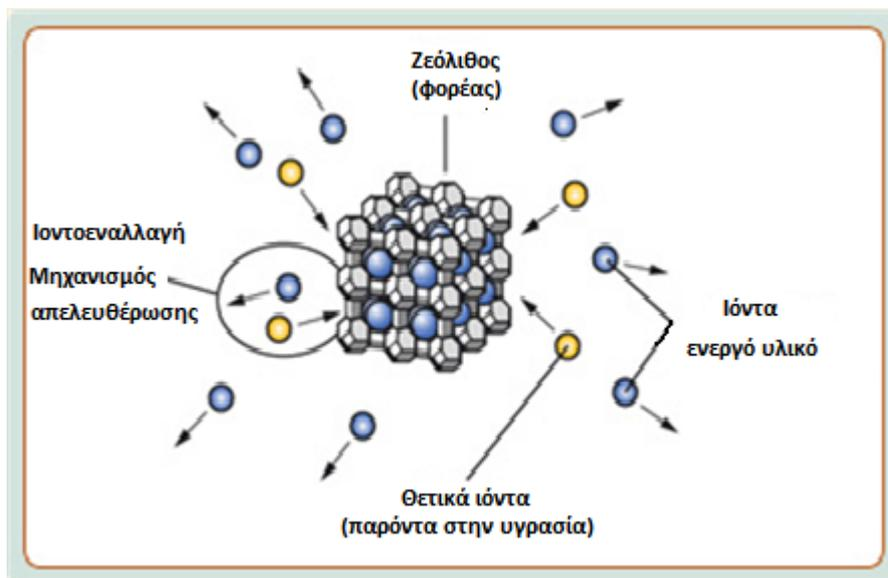 Ζεόλιθος
(φορέας)
Ιοντοεναλλαγή
Μηχανισμός
απελευθέρωσης
Ιόντα
ενεργό υλικό
Θετικά ιόντα
(παρόντα στην υγρασία)